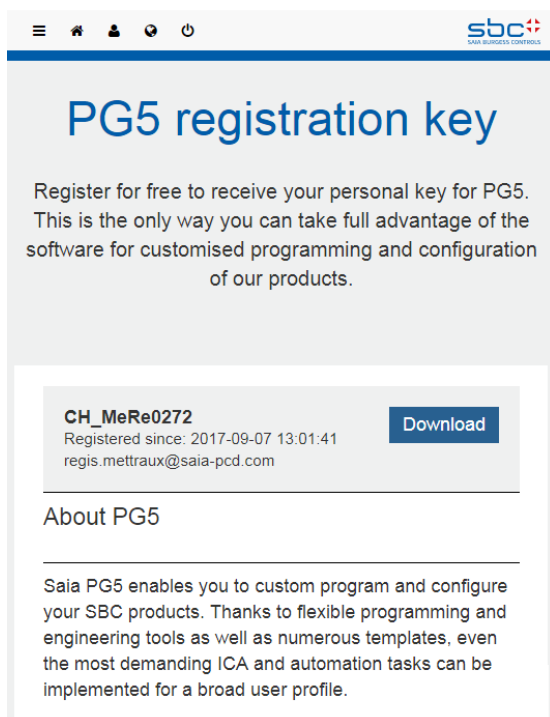 sbc
SAIA BURGESS CONTROLS
PG5 registration key
Register for free to receive your personal key for PG5.
This is the only way you can take full advantage of the
software for customised programming and configuration
of our products.
CH_MeRe0272
Download
Registered since: 2017-09-07 13:01:41
regis.mettraux@saia-pcd.com
About PG5
Saia PG5 enables you to custom program and configure
your SBC products. Thanks to flexible programming and
engineering tools as well as numerous templates, even
the most demanding ICA and automation tasks can be
implemented for a broad user profile.